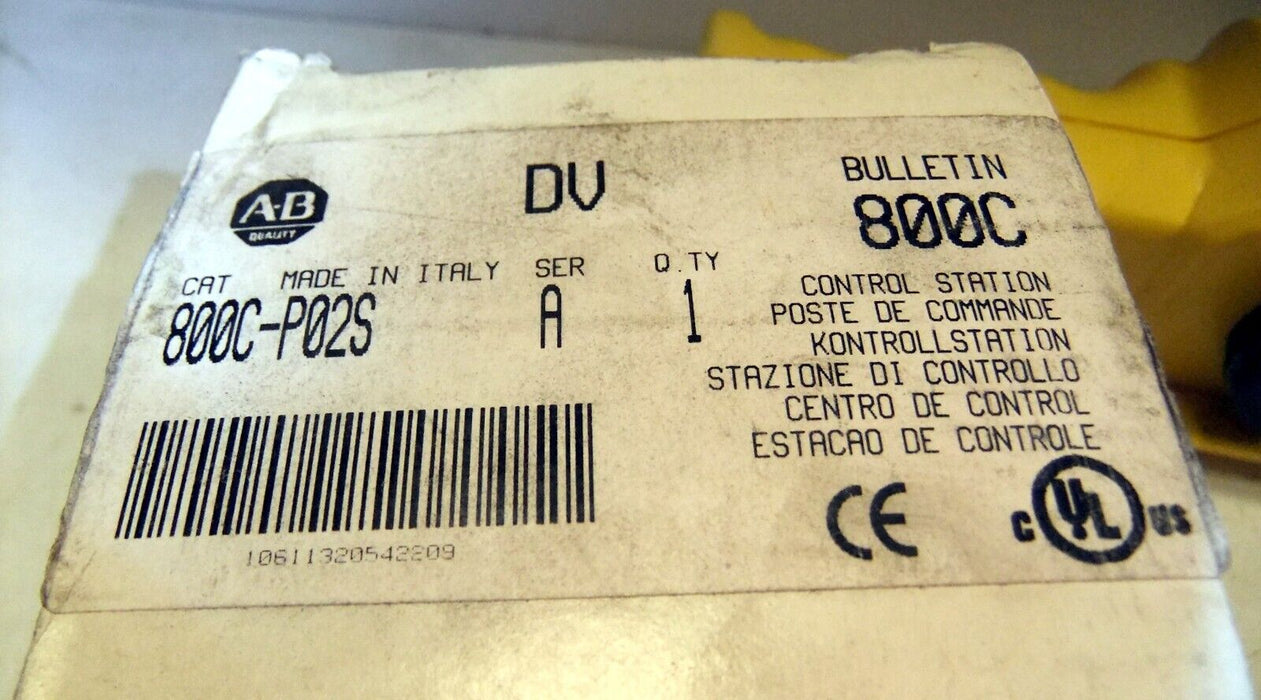 A-B
QUALITY
DV
BULLETIN
800C
CAT MADE IN ITALY SER Q.TY
800C-P02S A 1
CONTROL STATION
POSTE DE COMMANDE
KONTROLLSTATION
STAZIONE DI CONTROLLO
CENTRO DE CONTROL
ESTACAO DE CONTROLE
10611320542209
CE
C UL US